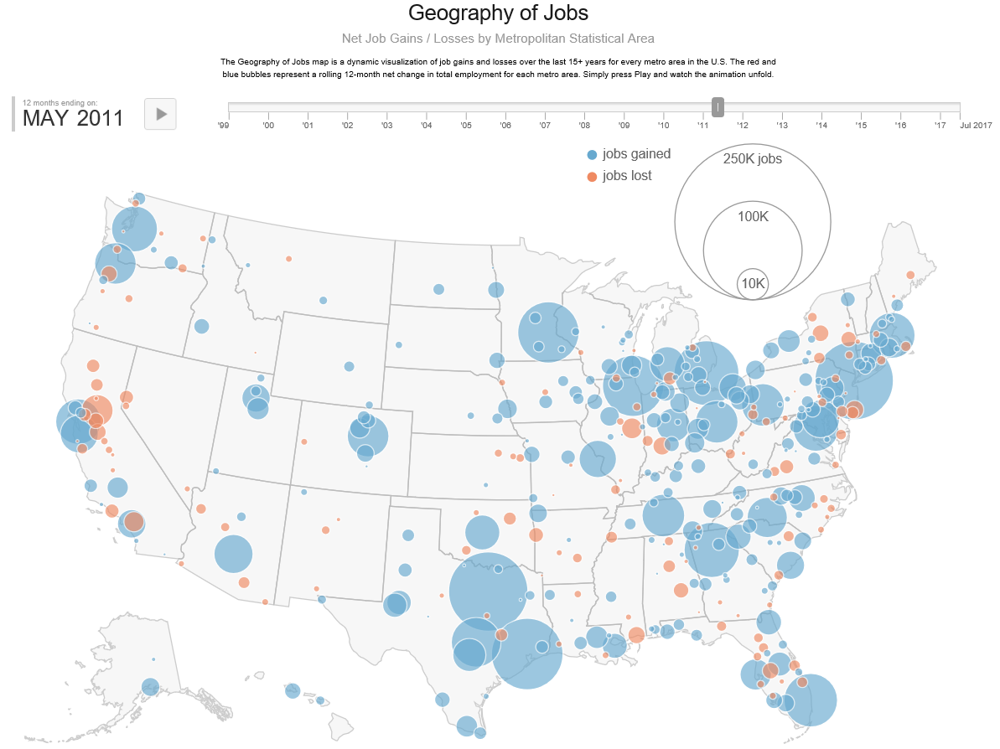 Geography of Jobs
Net Job Gains / Losses by Metropolitan Statistical Area
The Geography of Jobs map is a dynamic visualization of job gains and losses over the last 15+ years for every metro area in the U.S. The red and
blue bubbles represent a rolling 12-month net change in total employment for each metro area. Simply press Play and watch the animation unfold.
12 months ending on:
MAY 2011
'99 '00 '01 '02 '03 '04 '05 '06 '07 '08 '09 '10 '11 '12 '13 '14 '15 '16 '17 Jul 2017
jobs gained
jobs lost
250K jobs
100K
10K